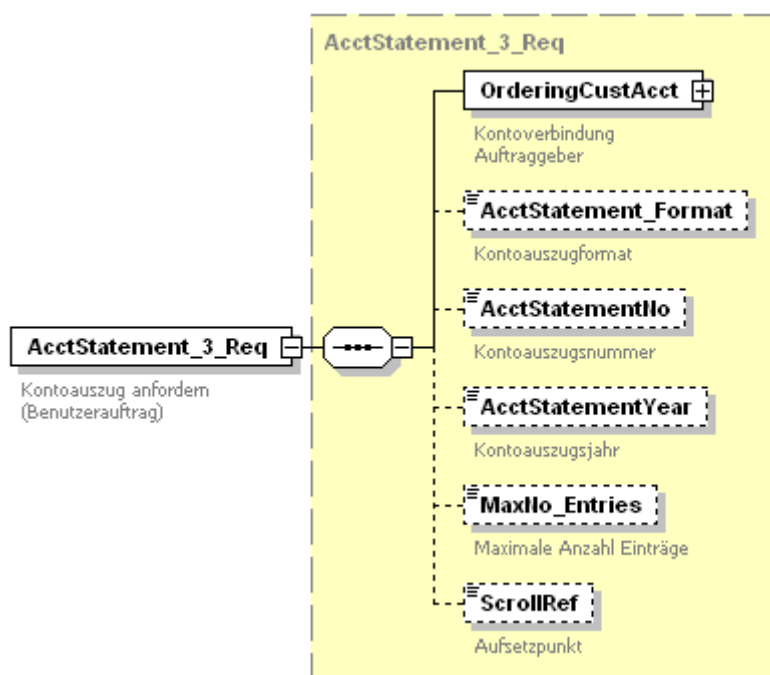 AcctStatement_3_Req
OrderingCustAcct
Kontoverbindung
Auftraggeber
AcctStatement_Format
Kontoauszugformat
AcctStatementNo
Kontoauszugsnummer
AcctStatement_3_Req
Kontoauszug anfordern
(Benutzerauftrag)
AcctStatementYear
Kontoauszugsjahr
MaxNo_Entries
Maximale Anzahl Einträge
ScrollRef
Aufsetzpunkt